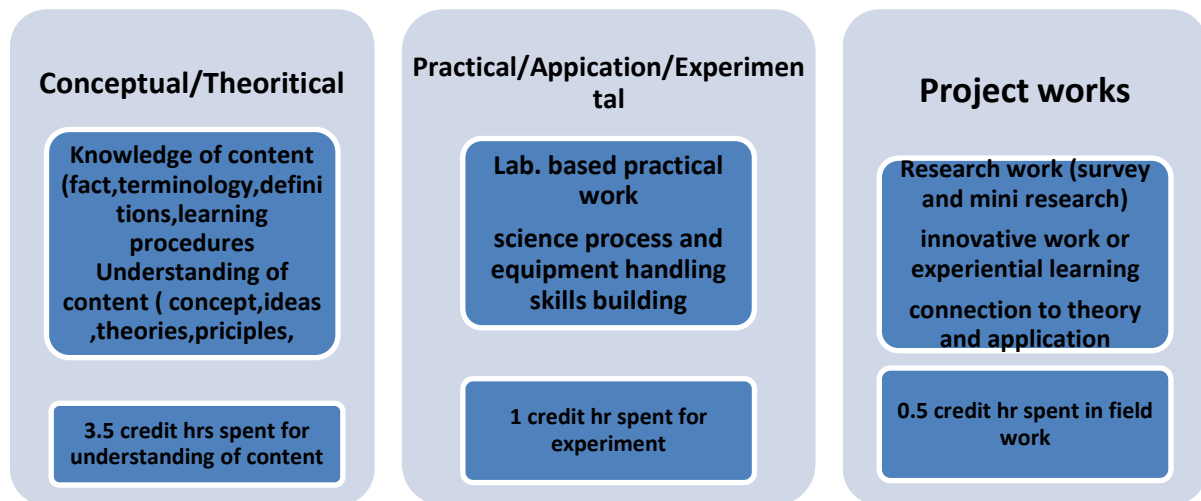 Conceptual/Theoritical
Knowledge of content
(fact,terminology,defini
tions,learning
procedures
Understanding of
content ( concept,ideas
,theories,priciples,
3.5 credit hrs spent for
understanding of content
Practical/Appication/Experimen
tal
Lab. based practical
work
science process and
equipment handling
skills building
1 credit hr spent for
experiment
Project works
Research work (survey
and mini research)
innovative work or
experiential learning
connection to theory
and application
0.5 credit hr spent in field
work